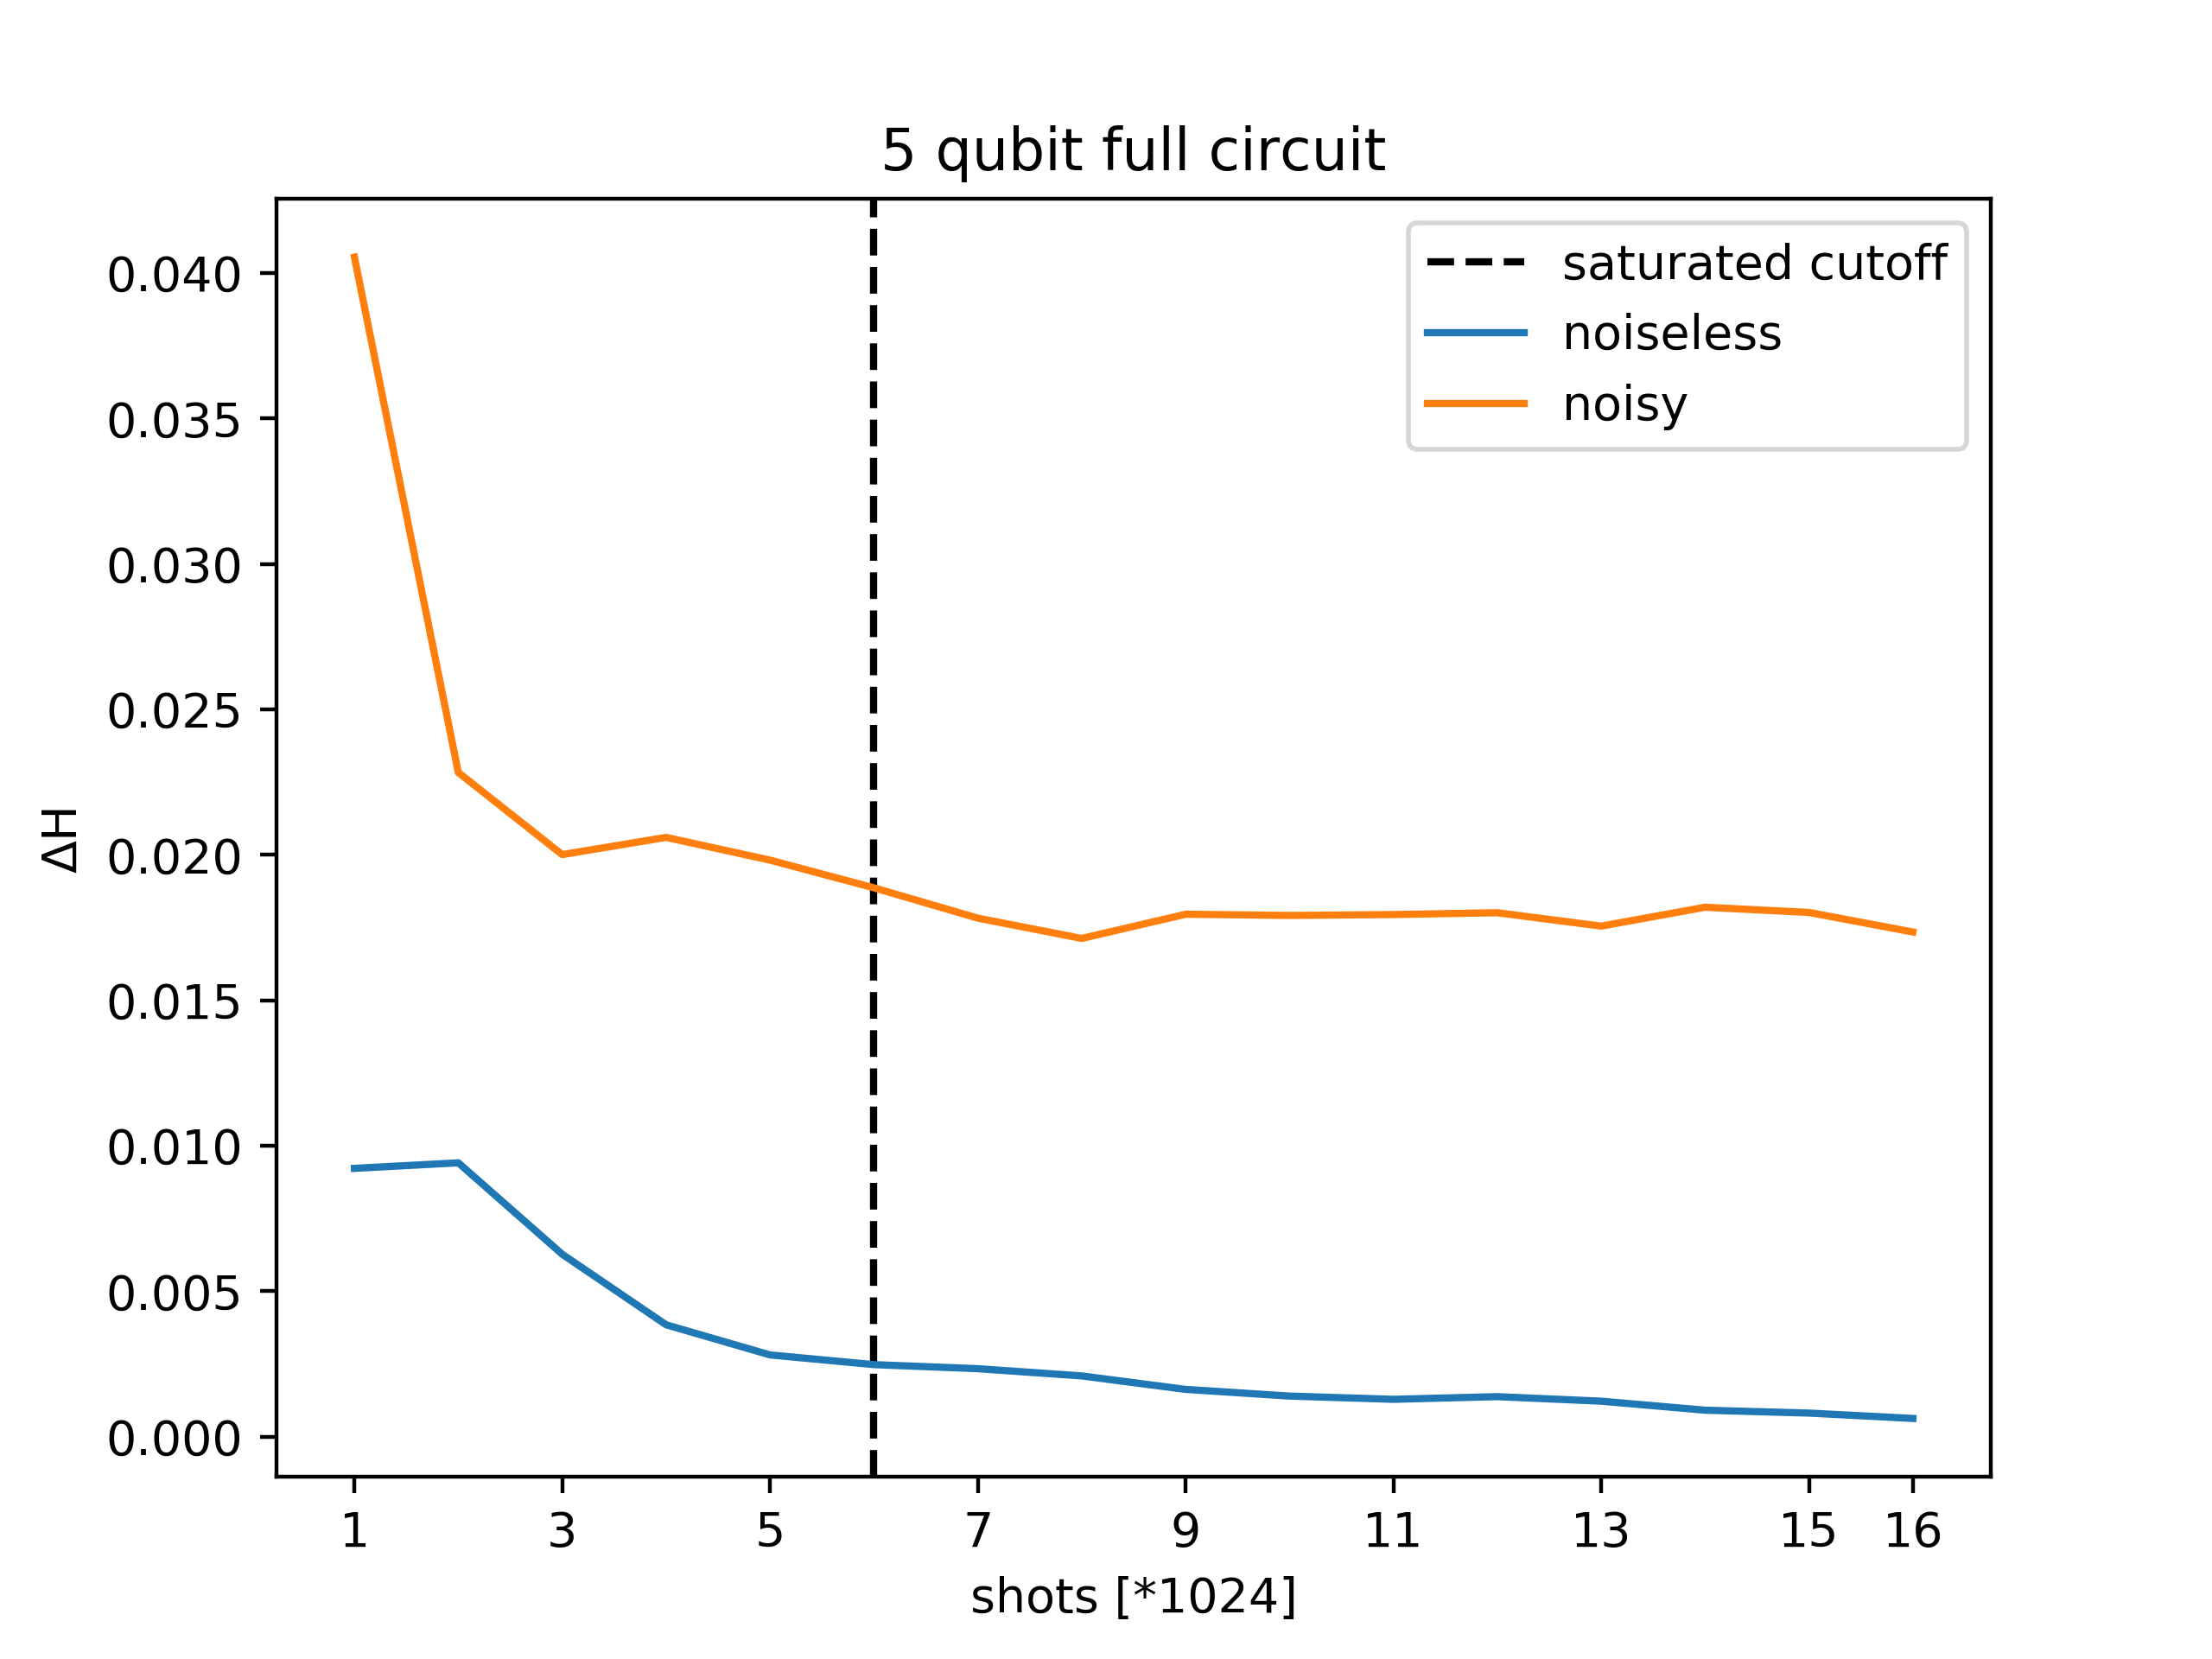 5 qubit full circuit
saturated cutoff
noiseless
noisy
0.040
0.035
0.030
0.025
0.020
0.015
0.010
0.005
0.000
ΔH
1 3 5 7 9 11 13 15 16
shots [*1024]